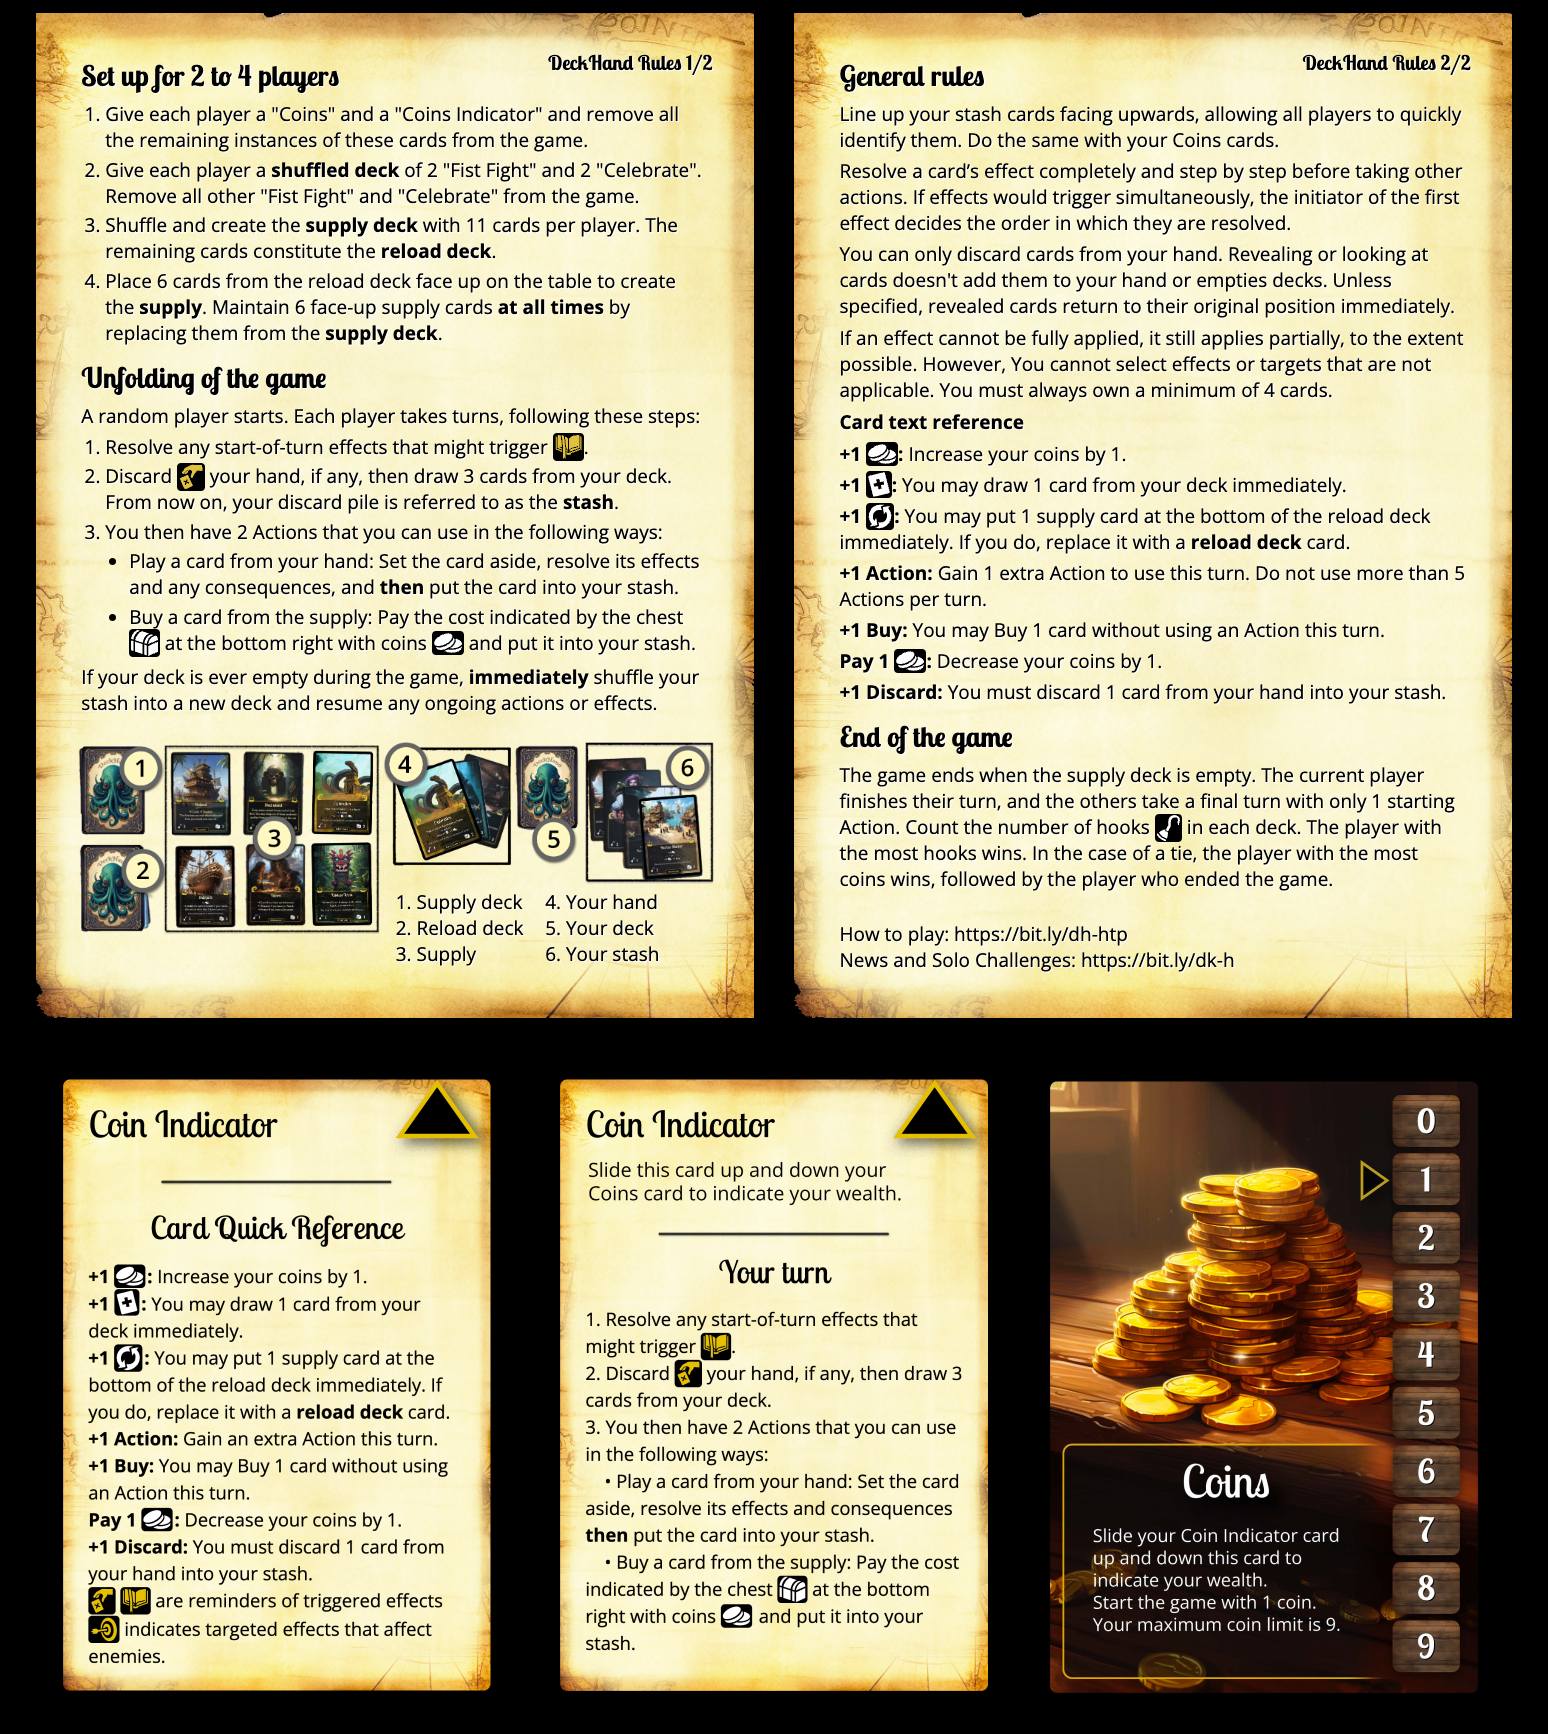 DeckHand Rules 1/2
Set up for 2 to 4 players
1. Give each player a "Coins" and a "Coins Indicator" and remove all
the remaining instances of these cards from the game.
2. Give each player a shuffled deck of 2 "Fist Fight" and 2 "Celebrate".
Remove all other "Fist Fight" and "Celebrate" from the game.
3. Shuffle and create the supply deck with 11 cards per player. The
remaining cards constitute the reload deck.
4. Place 6 cards from the reload deck face up on the table to create
the supply. Maintain 6 face-up supply cards at all times by
replacing them from the supply deck.
Unfolding of the game
A random player starts. Each player takes turns, following these steps:
1. Resolve any start-of-turn effects that might trigger .
2. Discard your hand, if any, then draw 3 cards from your deck.
From now on, your discard pile is referred to as the stash.
3. You then have 2 Actions that you can use in the following ways:
• Play a card from your hand: Set the card aside, resolve its effects
and any consequences, and then put the card into your stash.
• Buy a card from the supply: Pay the cost indicated by the chest
at the bottom right with coins and put it into your stash.
If your deck is ever empty during the game, immediately shuffle your
stash into a new deck and resume any ongoing actions or effects.
1
2
3
4
5
6
1. Supply deck
2. Reload deck
3. Supply
4. Your hand
5. Your deck
6. Your stash
DeckHand Rules 2/2
General rules
Line up your stash cards facing upwards, allowing all players to quickly
identify them. Do the same with your Coins cards.
Resolve a card’s effect completely and step by step before taking other
actions. If effects would trigger simultaneously, the initiator of the first
effect decides the order in which they are resolved.
You can only discard cards from your hand. Revealing or looking at
cards doesn't add them to your hand or empties decks. Unless
specified, revealed cards return to their original position immediately.
If an effect cannot be fully applied, it still applies partially, to the extent
possible. However, You cannot select effects or targets that are not
applicable. You must always own a minimum of 4 cards.
Card text reference
+1 : Increase your coins by 1.
+1 : You may draw 1 card from your deck immediately.
+1 : You may put 1 supply card at the bottom of the reload deck
immediately. If you do, replace it with a reload deck card.
+1 Action: Gain 1 extra Action to use this turn. Do not use more than 5
Actions per turn.
+1 Buy: You may Buy 1 card without using an Action this turn.
Pay 1 : Decrease your coins by 1.
+1 Discard: You must discard 1 card from your hand into your stash.
End of the game
The game ends when the supply deck is empty. The current player
finishes their turn, and the others take a final turn with only 1 starting
Action. Count the number of hooks in each deck. The player with
the most hooks wins. In the case of a tie, the player with the most
coins wins, followed by the player who ended the game.
How to play: https://bit.ly/dh-htp
News and Solo Challenges: https://bit.ly/dk-h
Coin Indicator
Card Quick Reference
+1 : Increase your coins by 1.
+1 : You may draw 1 card from your
deck immediately.
+1 : You may put 1 supply card at the
bottom of the reload deck immediately. If
you do, replace it with a reload deck card.
+1 Action: Gain an extra Action this turn.
+1 Buy: You may Buy 1 card without using
an Action this turn.
Pay 1 : Decrease your coins by 1.
+1 Discard: You must discard 1 card from
your hand into your stash.
are reminders of triggered effects
indicates targeted effects that affect
enemies.
Coin Indicator
Slide this card up and down your
Coins card to indicate your wealth.
Your turn
1. Resolve any start-of-turn effects that
might trigger .
2. Discard your hand, if any, then draw 3
cards from your deck.
3. You then have 2 Actions that you can use
in the following ways:
• Play a card from your hand: Set the card
aside, resolve its effects and consequences
then put the card into your stash.
• Buy a card from the supply: Pay the cost
indicated by the chest at the bottom
right with coins and put it into your
stash.
0
1
2
3
4
5
6
7
8
9
Coins
Slide your Coin Indicator card
up and down this card to
indicate your wealth.
Start the game with 1 coin.
Your maximum coin limit is 9.